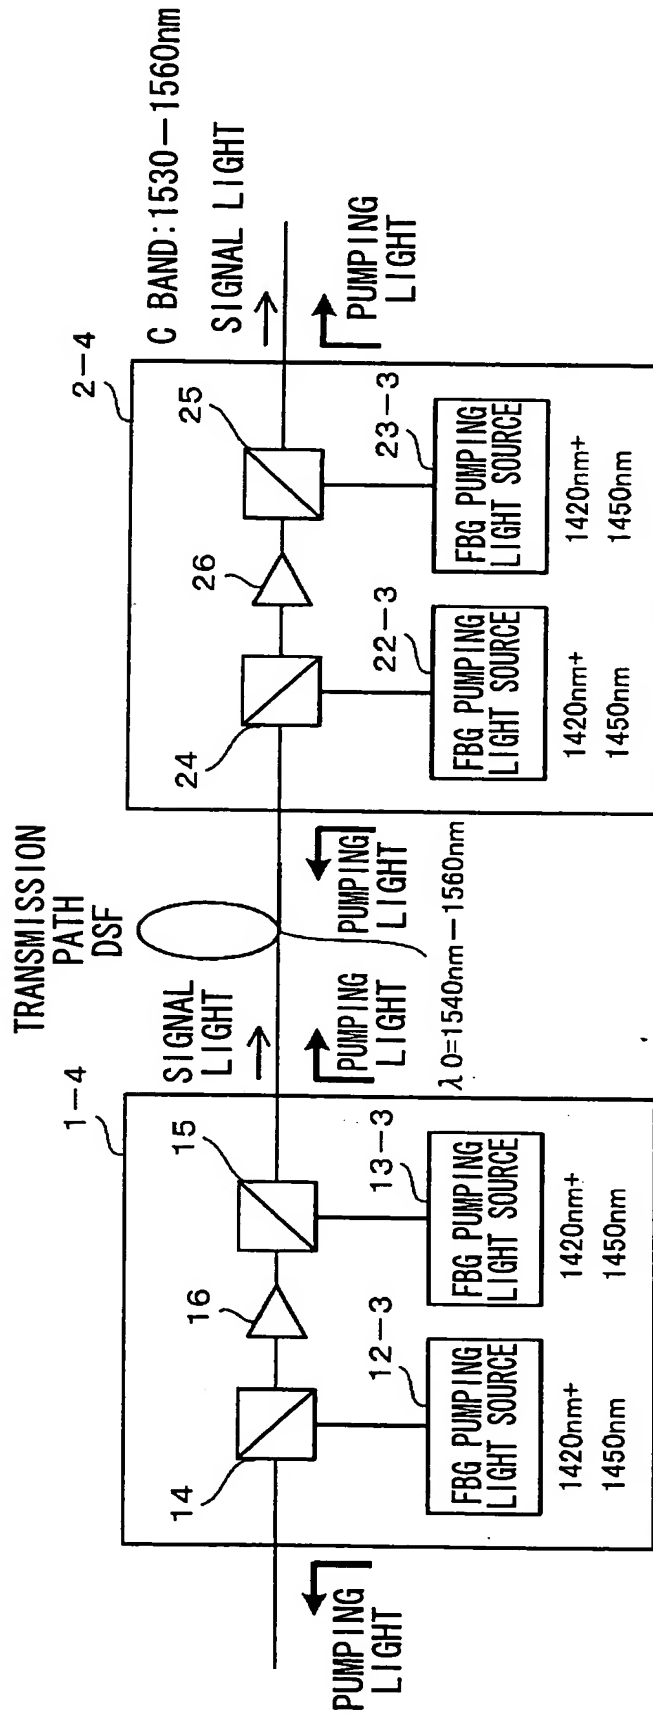 TRANSMISSION
PATH
DSF
C BAND:1530−1560nm
SIGNAL LIGHT
PUMPING
LIGHT
1−4
14
16
15
12−3
FBG PUMPING
LIGHT SOURCE
1420nm+
1450nm
13−3
FBG PUMPING
LIGHT SOURCE
1420nm+
1450nm
SIGNAL
LIGHT
PUMPING
LIGHT
λ0=1540nm−1560nm
PUMPING
LIGHT
2−4
24
26
25
22−3
FBG PUMPING
LIGHT SOURCE
1420nm+
1450nm
23−3
FBG PUMPING
LIGHT SOURCE
1420nm+
1450nm
PUMPING
LIGHT